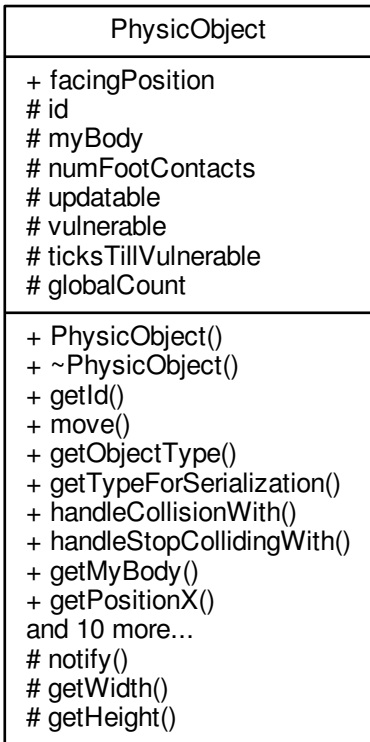 PhysicObject
+ facingPosition
# id
# myBody
# numFootContacts
# updatable
# vulnerable
# ticksTillVulnerable
# globalCount
+ PhysicObject()
+ ~PhysicObject()
+ getId()
+ move()
+ getObjectType()
+ getTypeForSerialization()
+ handleCollisionWith()
+ handleStopCollidingWith()
+ getMyBody()
+ getPositionX()
and 10 more...
# notify()
# getWidth()
# getHeight()